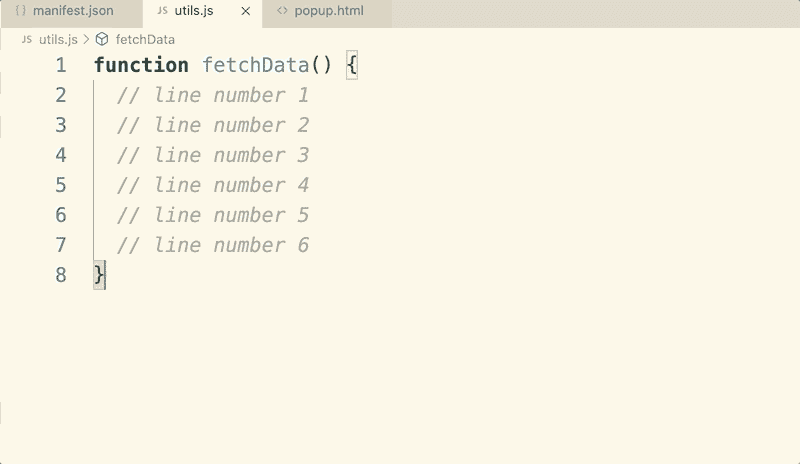 {} manifest.json JS utils.js × <> popup.html
JS utils.js > fetchData
1 function fetchData() {
2 // line number 1
3 // line number 2
4 // line number 3
5 // line number 4
6 // line number 5
7 // line number 6
8 }